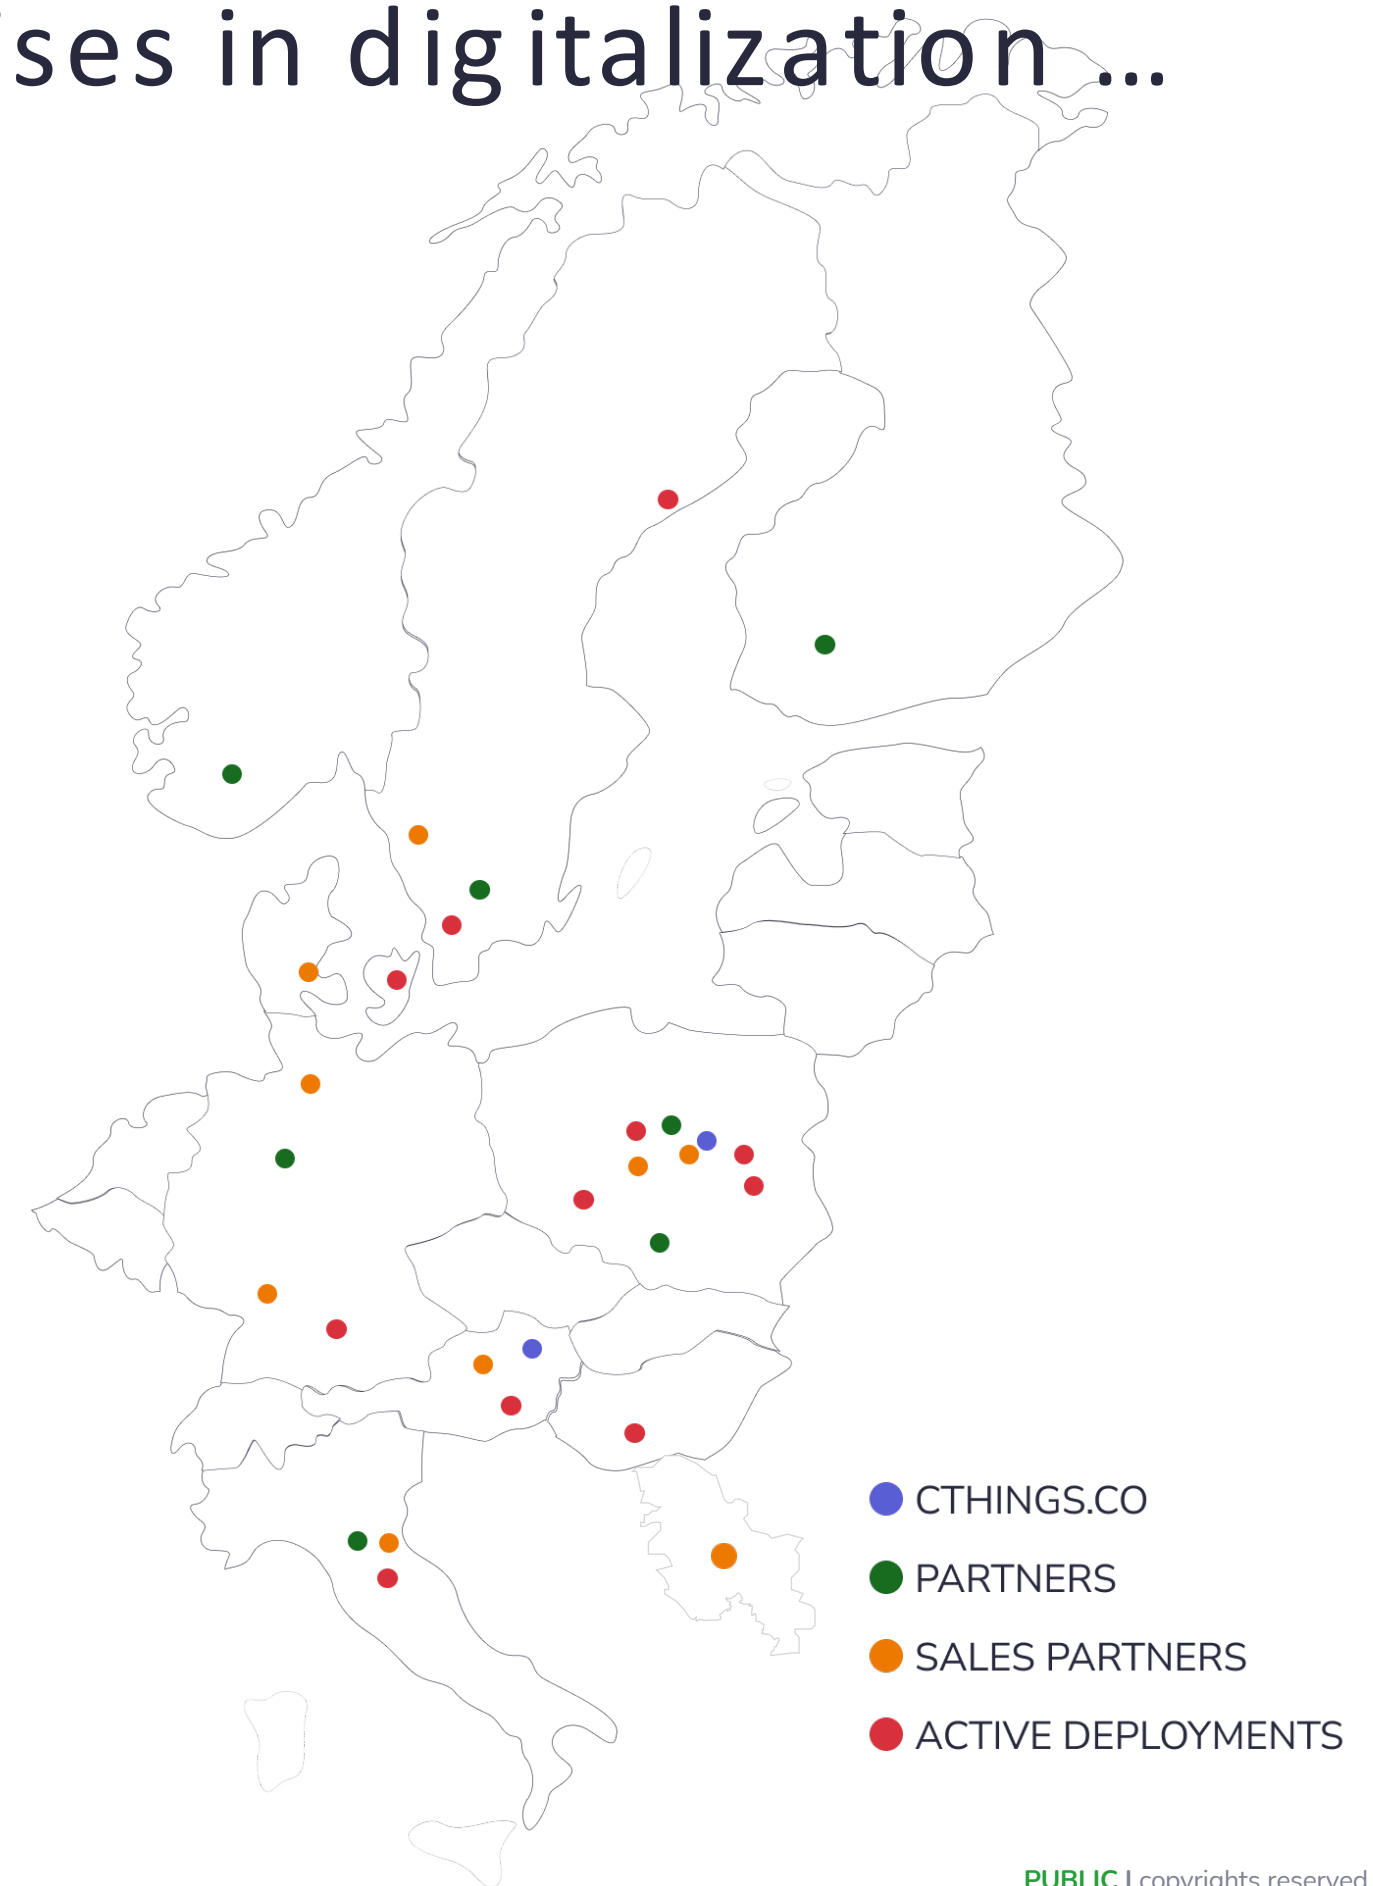 ses in digitalization ...
CTHINGS.CO
PARTNERS
SALES PARTNERS
ACTIVE DEPLOYMENTS
PUBLIC | copyrights reserved